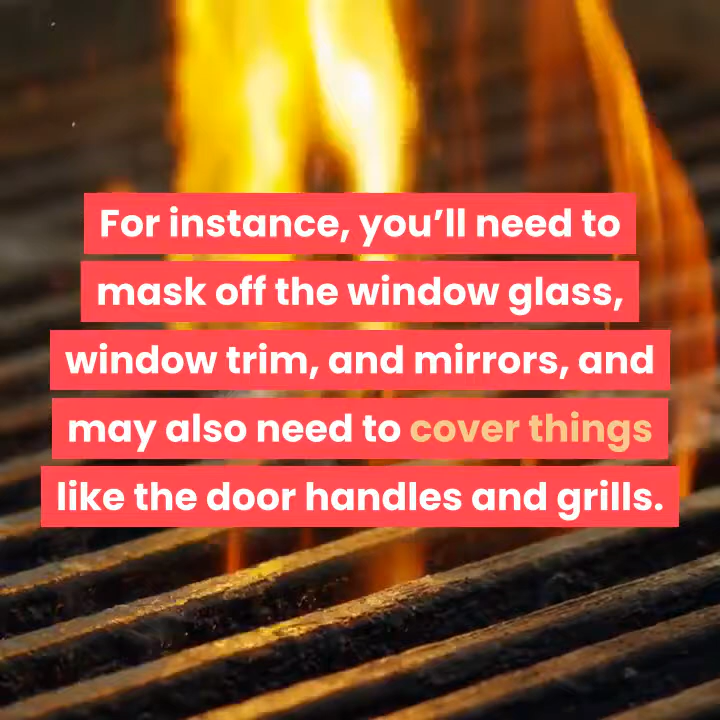 For instance, you’ll need to
mask off the window glass,
window trim, and mirrors, and
may also need to cover things
like the door handles and grills.